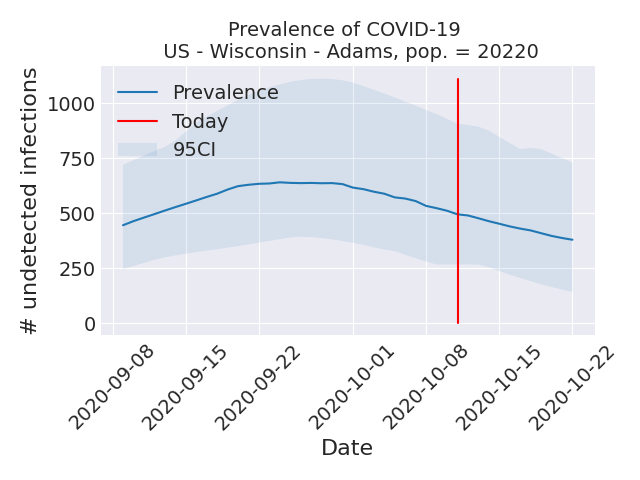 Prevalence of COVID-19
US - Wisconsin - Adams, pop. = 20220
Prevalence
Today
95CI
# undetected infections
1000
750
500
250
0
2020-09-08
2020-09-15
2020-09-22
2020-10-01
2020-10-08
2020-10-15
2020-10-22
Date